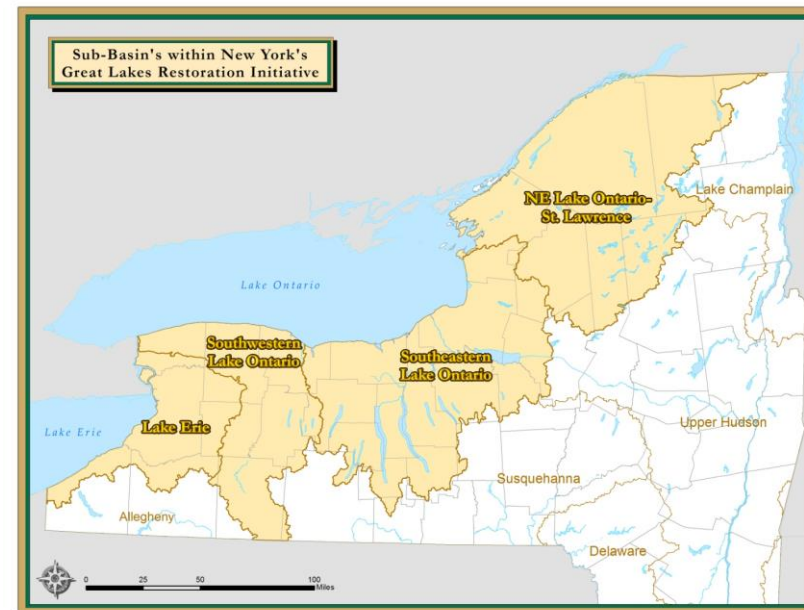 Sub-Basin's within New York's
Great Lakes Restoration Initiative
NE Lake Ontario-
St. Lawrence
Lake Champlain
Lake Ontario
Southwestern
Lake Ontario
Southeastern
Lake Ontario
Lake Erie
Lake Erie
Upper Hudson
Susquehanna
Allegheny
Delaware
0 25 50 100
Miles